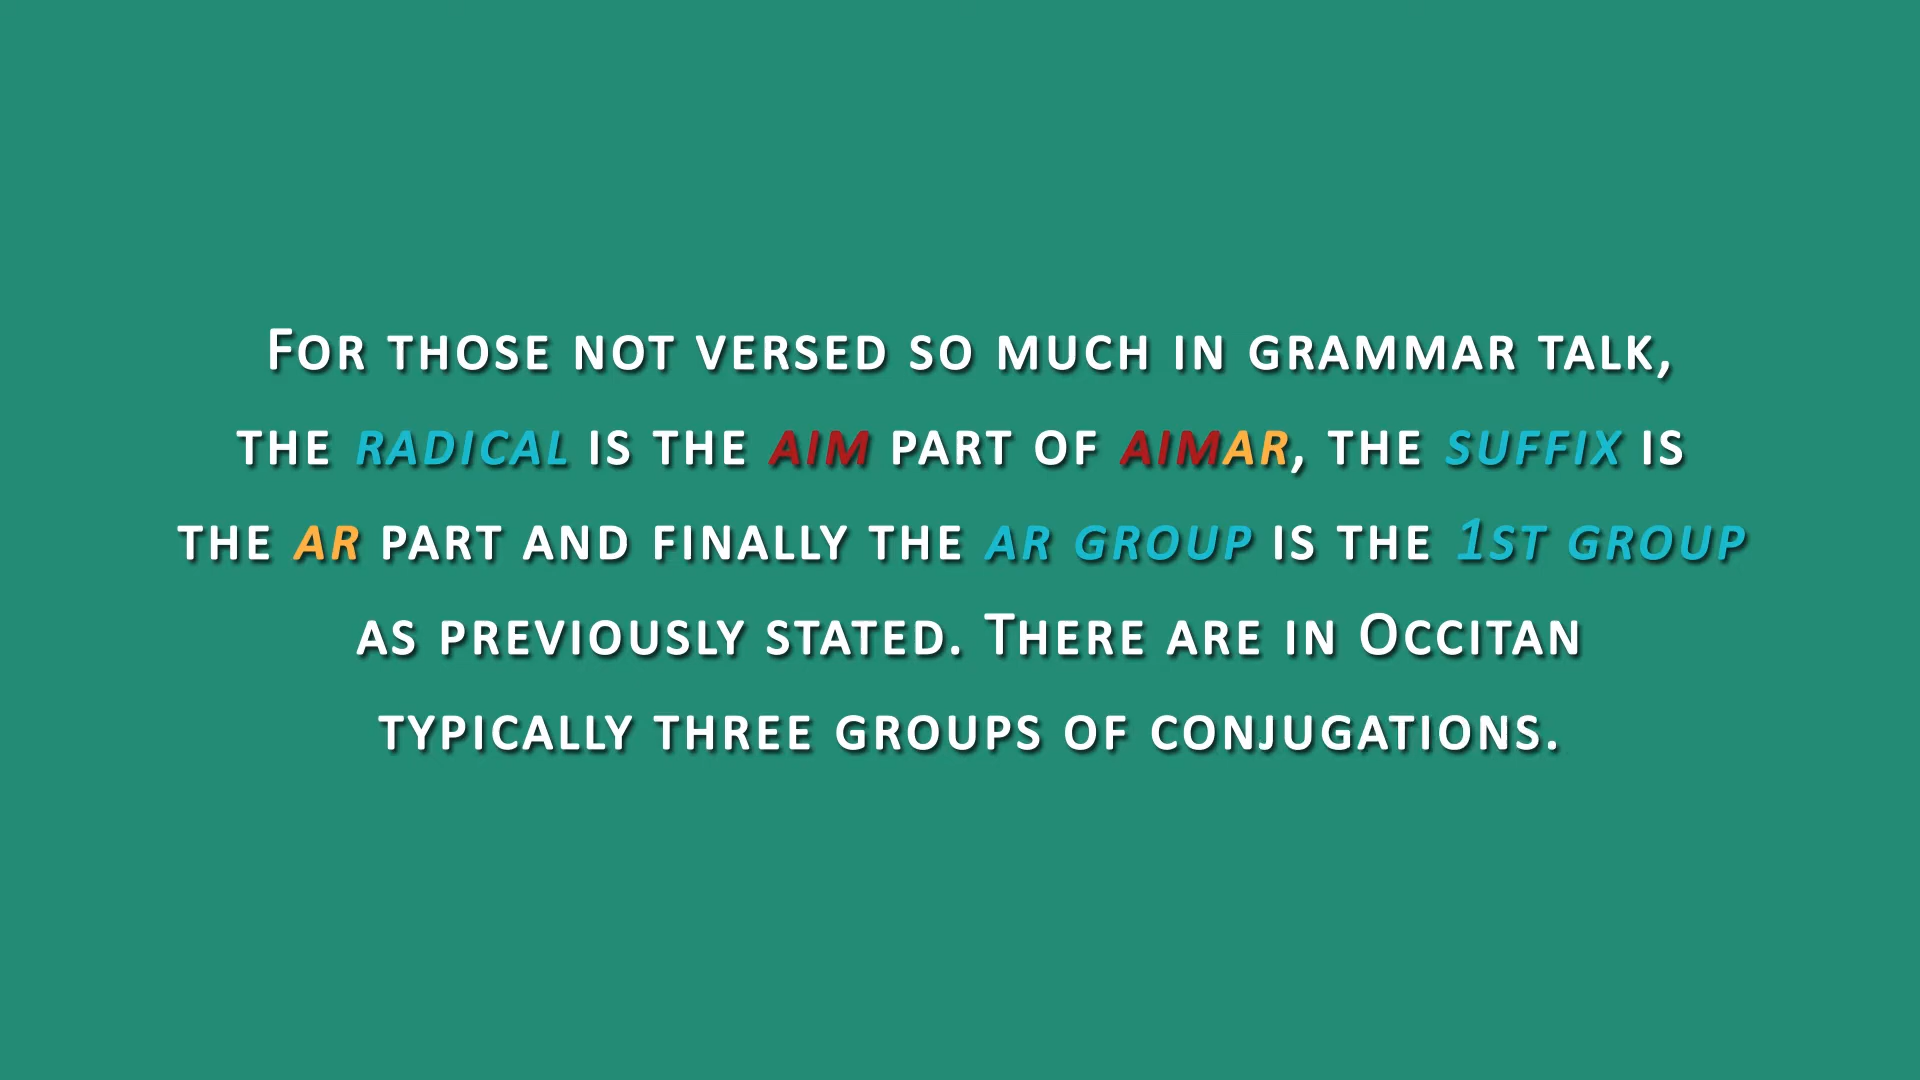 For those not versed so much in grammar talk,
the radical is the aim part of aimar, the suffix is
the ar part and finally the ar group is the 1st group
as previously stated. There are in Occitan
typically three groups of conjugations.